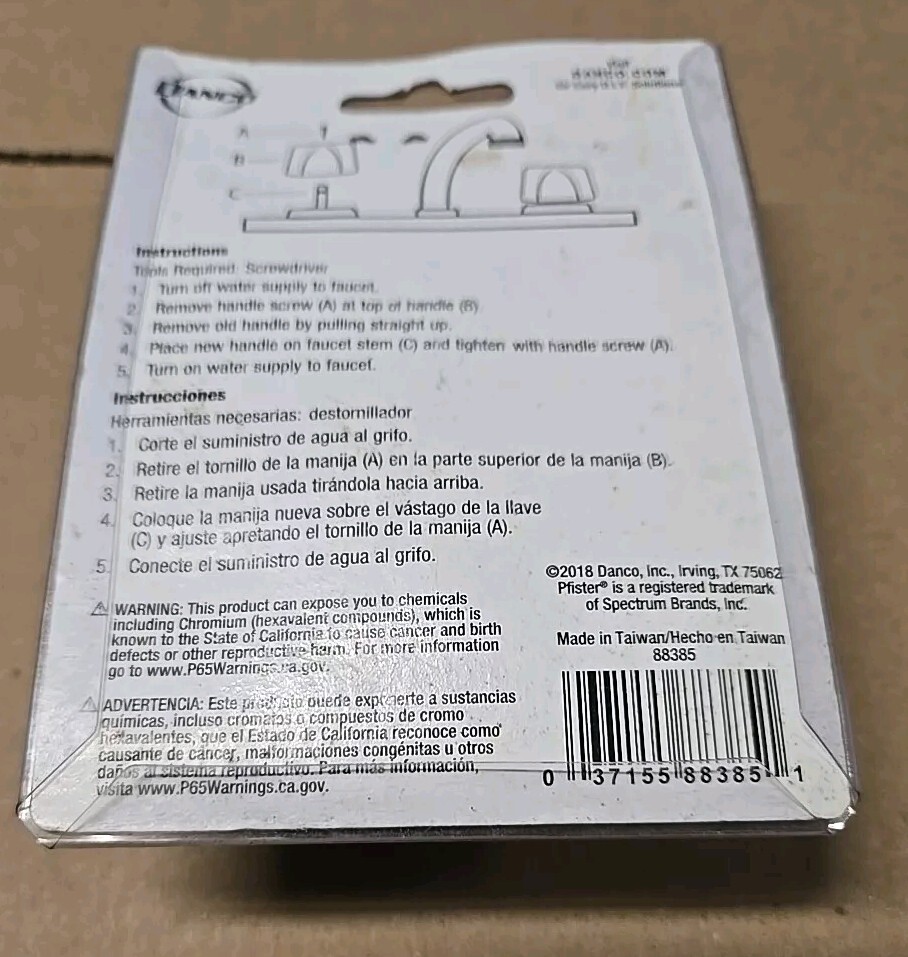 DANCO
A
B
C
Instructions
Tools Required: Screwdriver
1. Turn off water supply to faucet.
2. Remove handle screw (A) at top of handle (B).
3. Remove old handle by pulling straight up.
4. Place new handle on faucet stem (C) and tighten with handle screw (A).
5. Turn on water supply to faucet.
Instrucciones
Herramientas necesarias: destornillador
1. Corte el suministro de agua al grifo.
2. Retire el tornillo de la manija (A) en la parte superior de la manija (B).
3. Retire la manija usada tirándola hacia arriba.
4. Coloque la manija nueva sobre el vástago de la llave
(C) y ajuste apretando el tornillo de la manija (A).
5. Conecte el suministro de agua al grifo.
⚠ WARNING: This product can expose you to chemicals
including Chromium (hexavalent compounds), which is
known to the State of California to cause cancer and birth
defects or other reproductive harm. For more information
go to www.P65Warnings.ca.gov.
⚠ ADVERTENCIA: Este producto puede exponerte a sustancias
químicas, incluso cromatos o compuestos de cromo
hexavalentes, que el Estado de California reconoce como
causante de cáncer, malformaciones congénitas u otros
daños al sistema reproductivo. Para más información,
visita www.P65Warnings.ca.gov.
©2018 Danco, Inc., Irving, TX 75062
Pfister® is a registered trademark
of Spectrum Brands, Inc.
Made in Taiwan/Hecho en Taiwan
88385
0 37155 88385 1